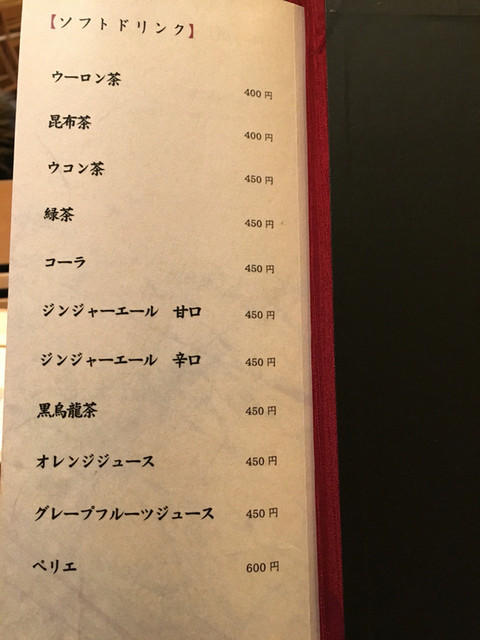 【ソフトドリンク】
ウーロン茶 400円
昆布茶 400円
ウコン茶 450円
緑茶 450円
コーラ 450円
ジンジャーエール 甘口 450円
ジンジャーエール 辛口 450円
黒烏龍茶 450円
オレンジジュース 450円
グレープフルーツジュース 450円
ペリエ 600円